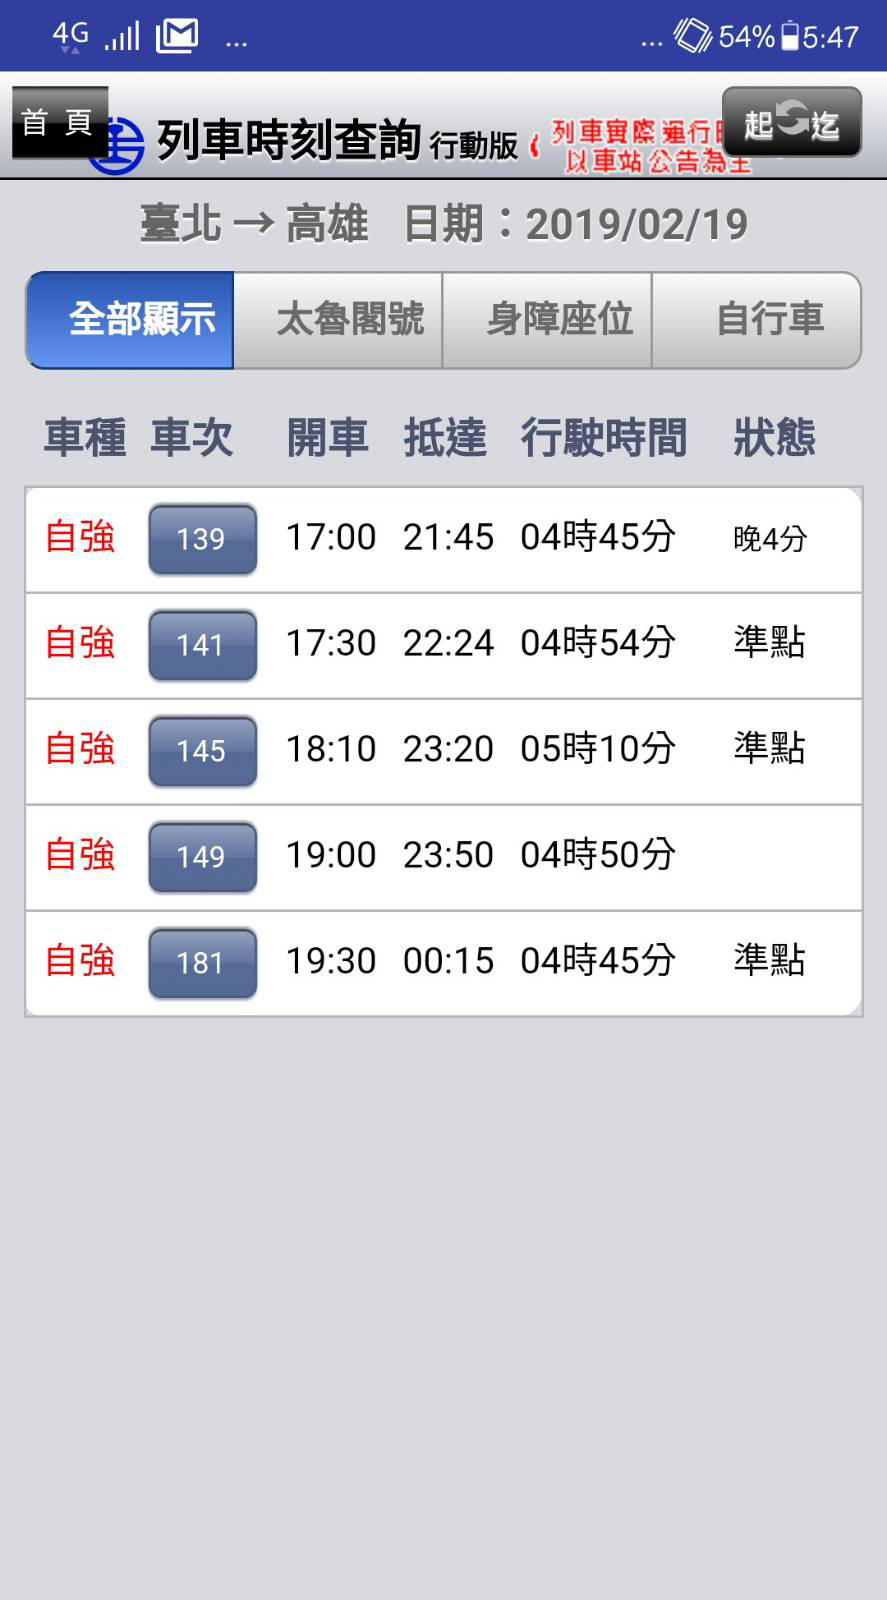 4G ... ... 54% 5:47
首 頁 列車時刻查詢 行動版 列車實際運行 起 迄
以車站公告為主
臺北 → 高雄 日期：2019/02/19
全部顯示 太魯閣號 身障座位 自行車
車種 車次 開車 抵達 行駛時間 狀態
自強 139 17:00 21:45 04時45分 晚4分
自強 141 17:30 22:24 04時54分 準點
自強 145 18:10 23:20 05時10分 準點
自強 149 19:00 23:50 04時50分
自強 181 19:30 00:15 04時45分 準點